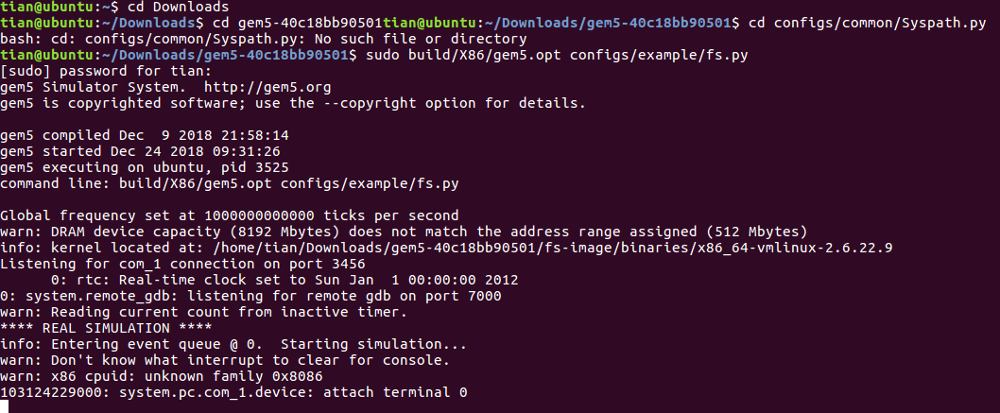 tian@ubuntu:~$ cd Downloads
tian@ubuntu:~/Downloads$ cd gem5-40c18bb90501tian@ubuntu:~/Downloads/gem5-40c18bb90501$ cd configs/common/Syspath.py
bash: cd: configs/common/Syspath.py: No such file or directory
tian@ubuntu:~/Downloads/gem5-40c18bb90501$ sudo build/X86/gem5.opt configs/example/fs.py
[sudo] password for tian:
gem5 Simulator System.  http://gem5.org
gem5 is copyrighted software; use the --copyright option for details.

gem5 compiled Dec  9 2018 21:58:14
gem5 started Dec 24 2018 09:31:26
gem5 executing on ubuntu, pid 3525
command line: build/X86/gem5.opt configs/example/fs.py

Global frequency set at 1000000000000 ticks per second
warn: DRAM device capacity (8192 Mbytes) does not match the address range assigned (512 Mbytes)
info: kernel located at: /home/tian/Downloads/gem5-40c18bb90501/fs-image/binaries/x86_64-vmlinux-2.6.22.9
Listening for com_1 connection on port 3456
      0: rtc: Real-time clock set to Sun Jan  1 00:00:00 2012
0: system.remote_gdb: listening for remote gdb on port 7000
warn: Reading current count from inactive timer.
**** REAL SIMULATION ****
info: Entering event queue @ 0.  Starting simulation...
warn: Don't know what interrupt to clear for console.
warn: x86 cpuid: unknown family 0x8086
103124229000: system.pc.com_1.device: attach terminal 0